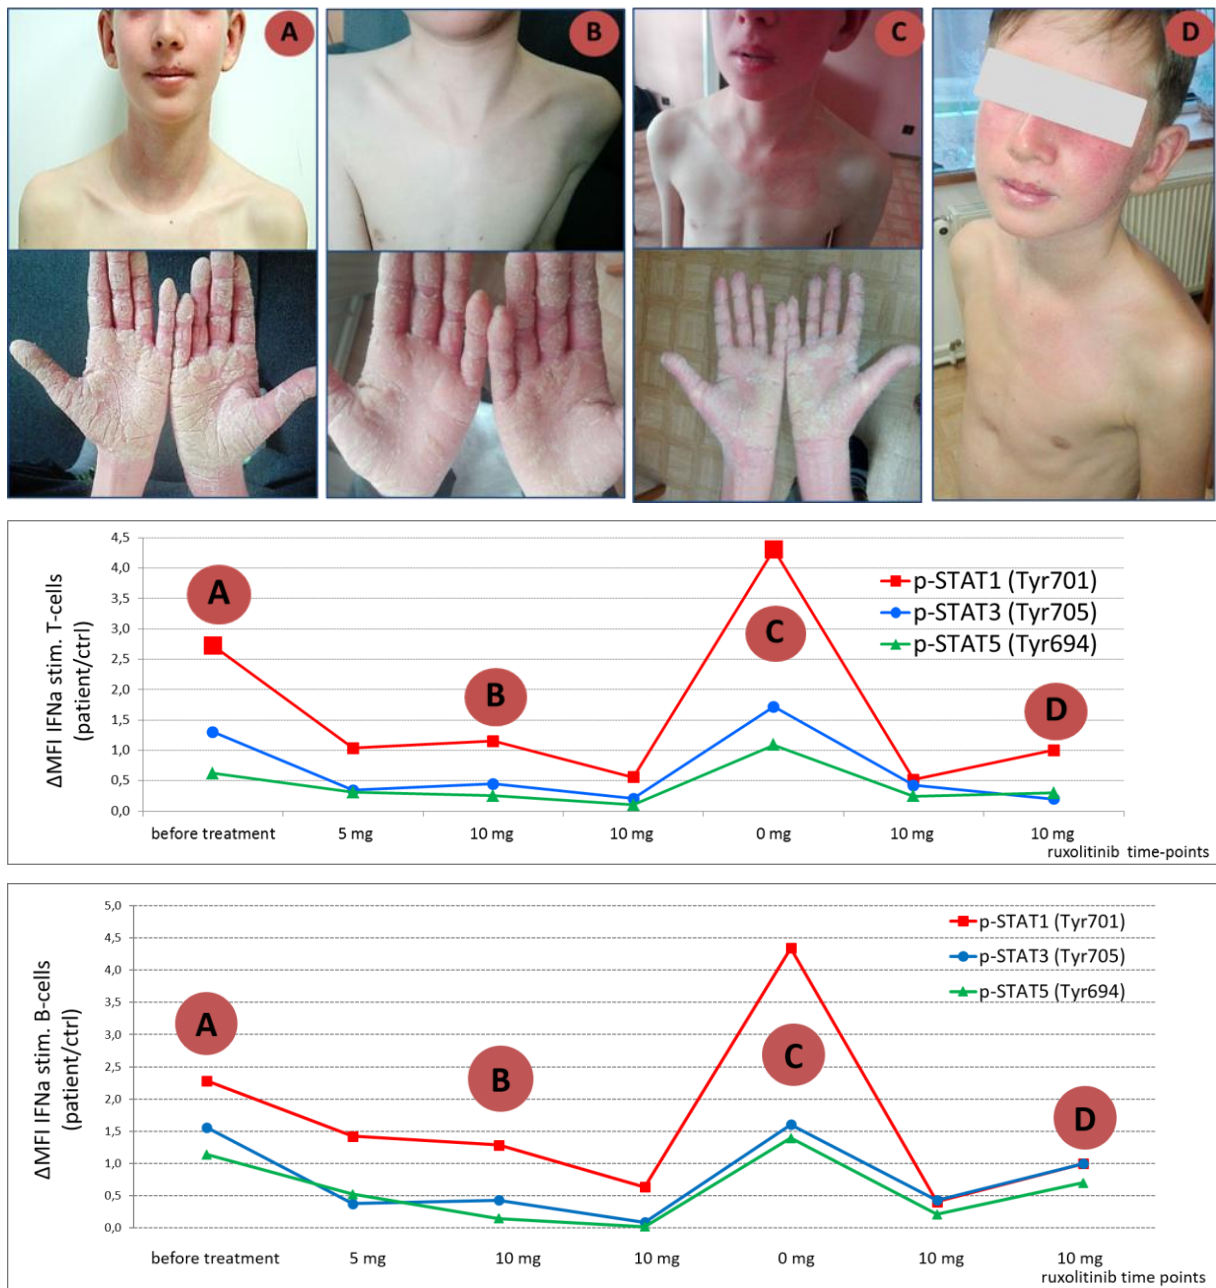 A
B
C
D
ΔMFI IFNa stim. T-cells
(patient/ctrl)
4,5
4,0
3,5
3,0
2,5
2,0
1,5
1,0
0,5
0,0
A
B
C
D
p-STAT1 (Tyr701)
p-STAT3 (Tyr705)
p-STAT5 (Tyr694)
before treatment
5 mg
10 mg
10 mg
0 mg
10 mg
10 mg
ruxolitinib time-points
ΔMFI IFNa stim. B-cells
(patient/ctrl)
5,0
4,5
4,0
3,5
3,0
2,5
2,0
1,5
1,0
0,5
0,0
A
B
C
D
p-STAT1 (Tyr701)
p-STAT3 (Tyr705)
p-STAT5 (Tyr694)
before treatment
5 mg
10 mg
10 mg
0 mg
10 mg
10 mg
ruxolitinib time points